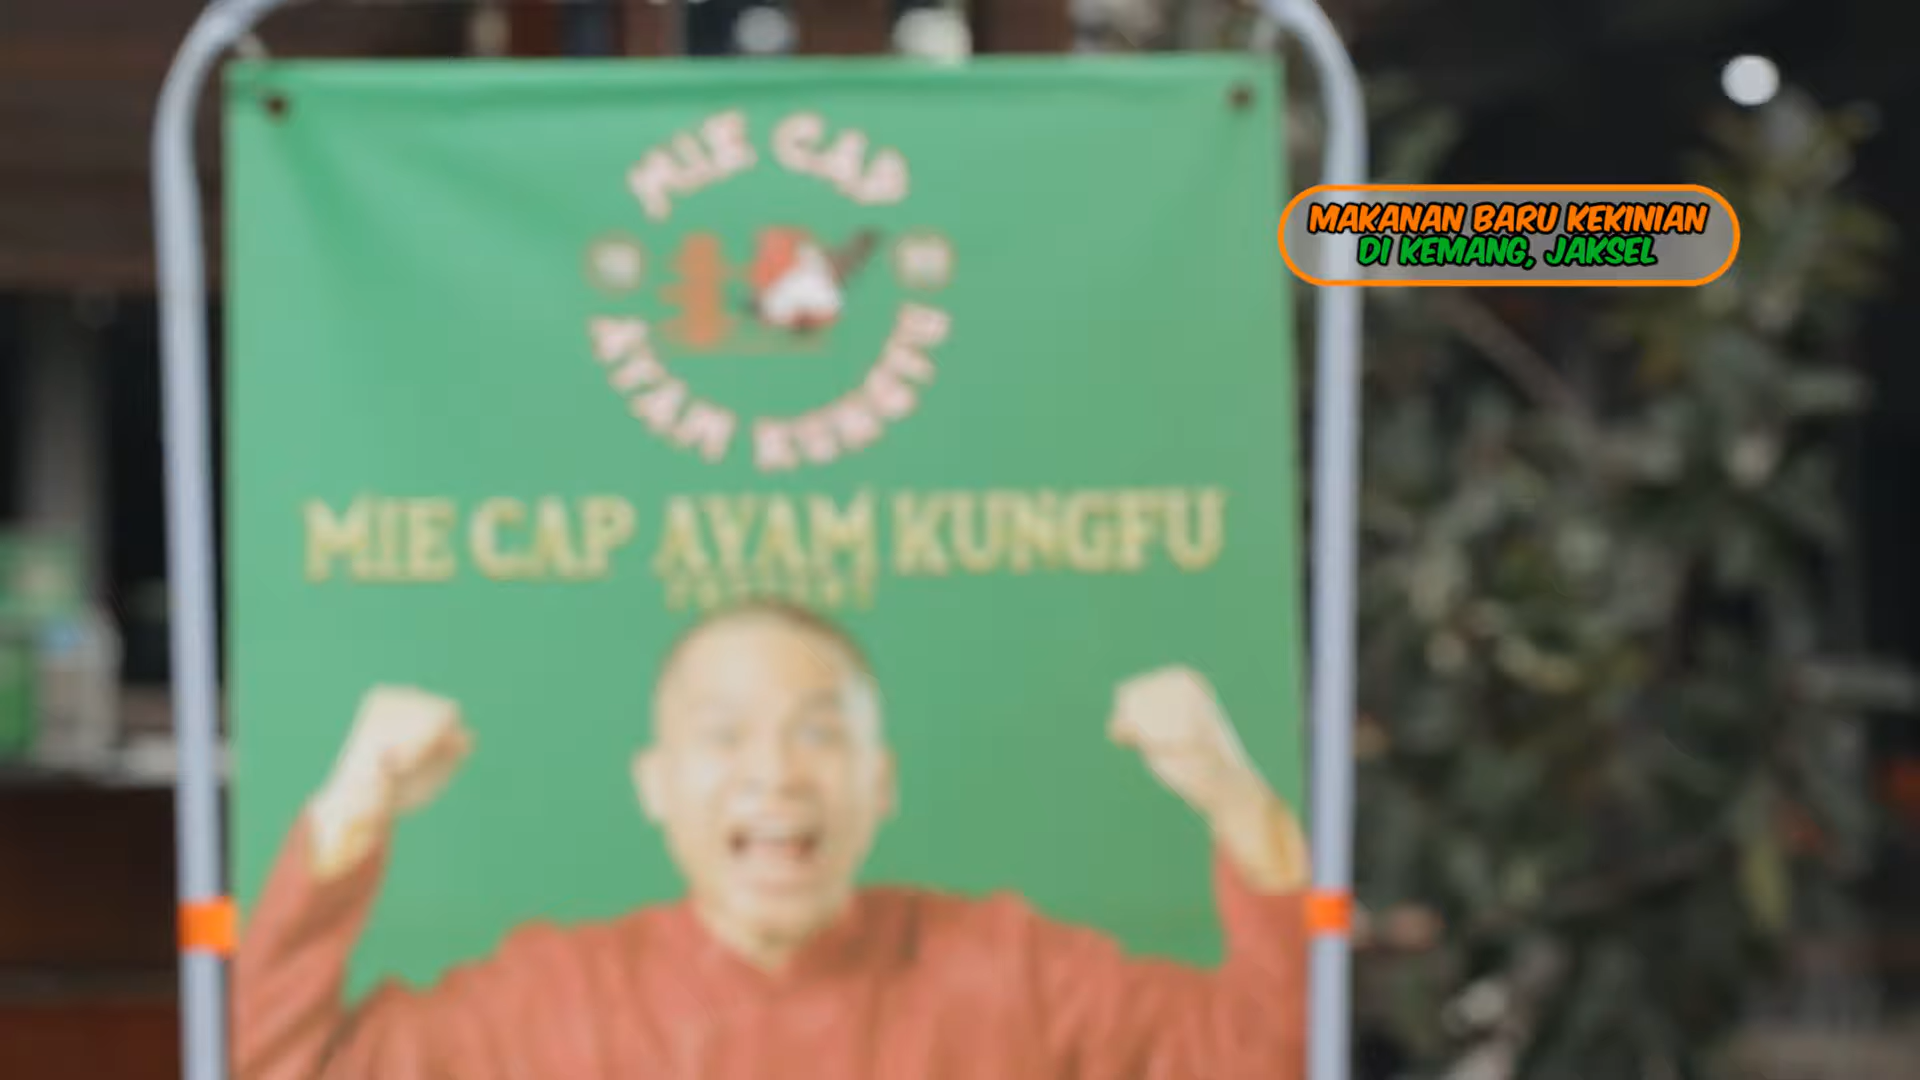 MIE CAP
AYAM KUNGFU
MIE CAP AYAM KUNGFU
MAKANAN BARU KEKINIAN
DI KEMANG, JAKSEL